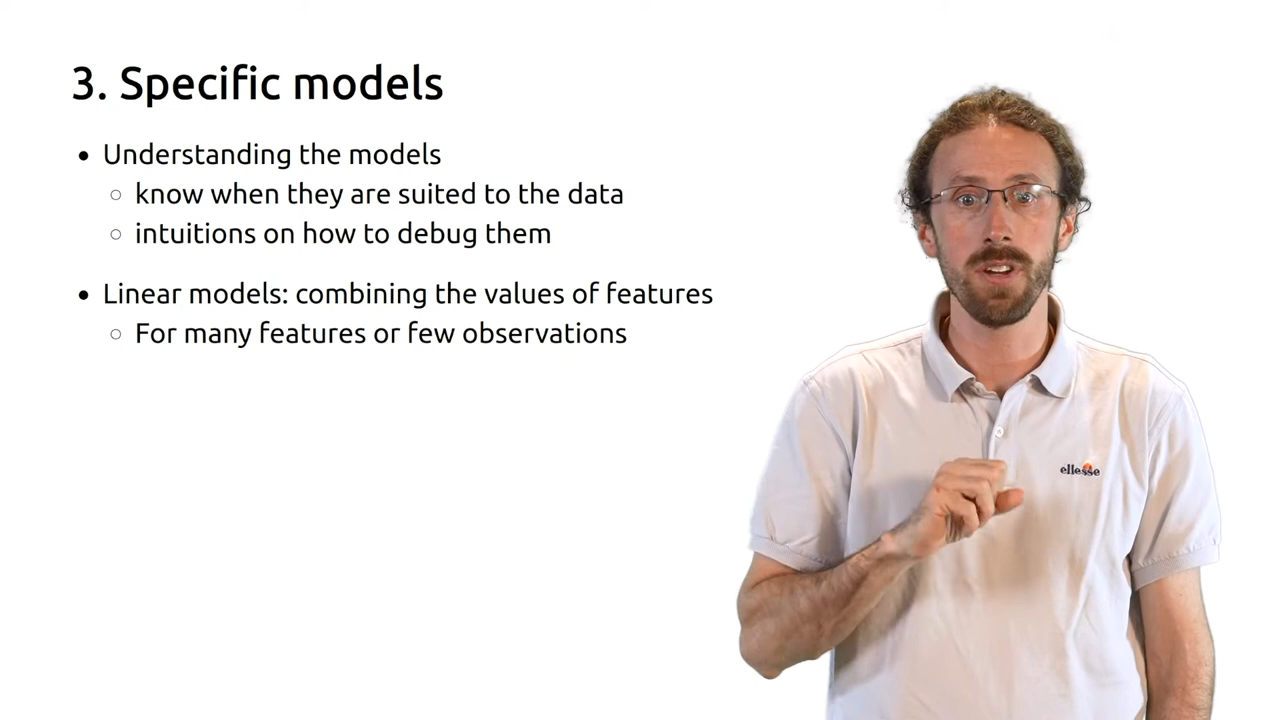 3. Specific models
• Understanding the models
○ know when they are suited to the data
○ intuitions on how to debug them
• Linear models: combining the values of features
○ For many features or few observations
ellesse